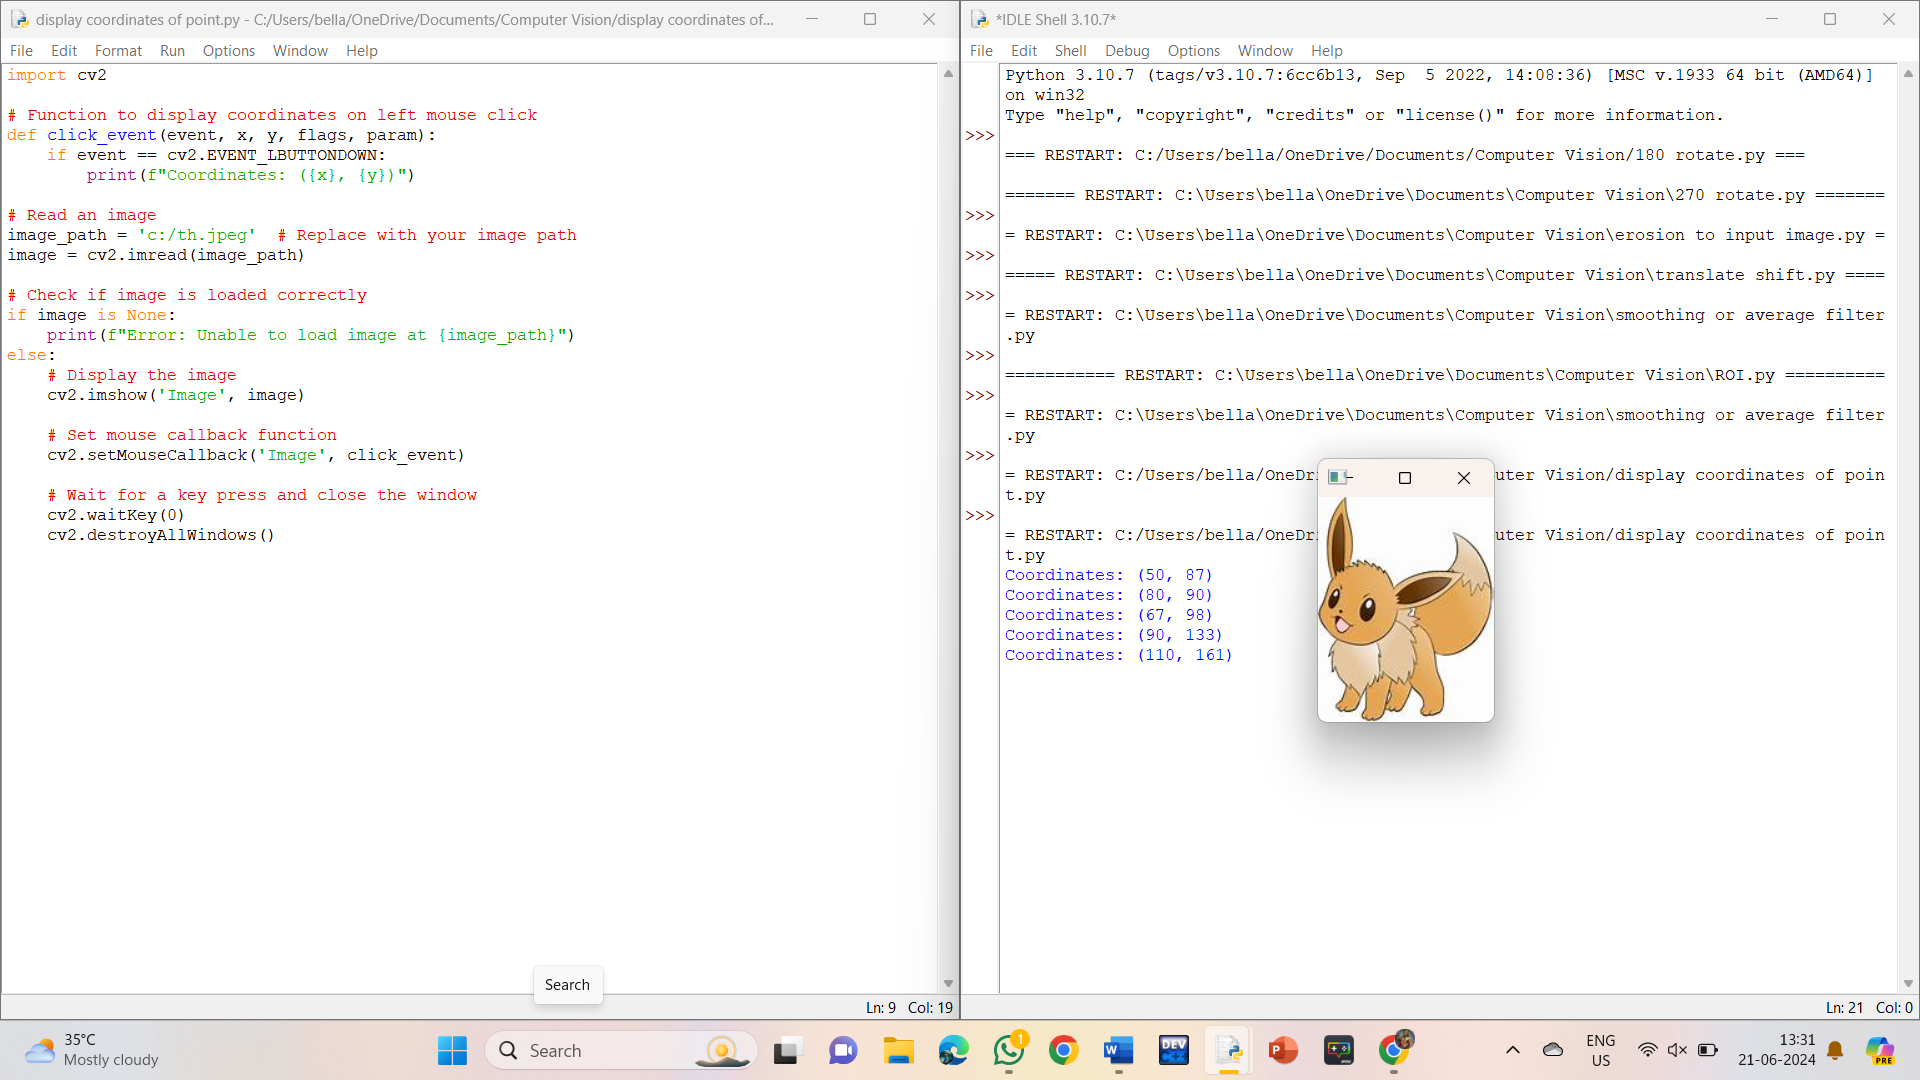 display coordinates of point.py - C:/Users/bella/OneDrive/Documents/Computer Vision/display coordinates of...
File Edit Format Run Options Window Help
import cv2
# Function to display coordinates on left mouse click
def click_event(event, x, y, flags, param):
    if event == cv2.EVENT_LBUTTONDOWN:
        print(f"Coordinates: ({x}, {y})")
# Read an image
image_path = 'c:/th.jpeg'  # Replace with your image path
image = cv2.imread(image_path)
# Check if image is loaded correctly
if image is None:
    print(f"Error: Unable to load image at {image_path}")
else:
    # Display the image
    cv2.imshow('Image', image)
    # Set mouse callback function
    cv2.setMouseCallback('Image', click_event)
    # Wait for a key press and close the window
    cv2.waitKey(0)
    cv2.destroyAllWindows()
Search
Ln: 9 Col: 19
*IDLE Shell 3.10.7*
File Edit Shell Debug Options Window Help
Python 3.10.7 (tags/v3.10.7:6cc6b13, Sep  5 2022, 14:08:36) [MSC v.1933 64 bit (AMD64)]
on win32
Type "help", "copyright", "credits" or "license()" for more information.
>>>
=== RESTART: C:/Users/bella/OneDrive/Documents/Computer Vision/180 rotate.py ===
======= RESTART: C:\Users\bella\OneDrive\Documents\Computer Vision\270 rotate.py =======
>>>
= RESTART: C:\Users\bella\OneDrive\Documents\Computer Vision\erosion to input image.py =
>>>
===== RESTART: C:\Users\bella\OneDrive\Documents\Computer Vision\translate shift.py ====
>>>
= RESTART: C:\Users\bella\OneDrive\Documents\Computer Vision\smoothing or average filter
.py
>>>
=========== RESTART: C:\Users\bella\OneDrive\Documents\Computer Vision\ROI.py ==========
>>>
= RESTART: C:\Users\bella\OneDrive\Documents\Computer Vision\smoothing or average filter
.py
>>>
= RESTART: C:/Users/bella/OneDr uter Vision/display coordinates of poin
t.py
>>>
= RESTART: C:/Users/bella/OneDr uter Vision/display coordinates of poin
t.py
Coordinates: (50, 87)
Coordinates: (80, 90)
Coordinates: (67, 98)
Coordinates: (90, 133)
Coordinates: (110, 161)
Ln: 21 Col: 0
35°C
Mostly cloudy
Search
1
DEV
W
P
ENG
US
13:31
21-06-2024
PRE